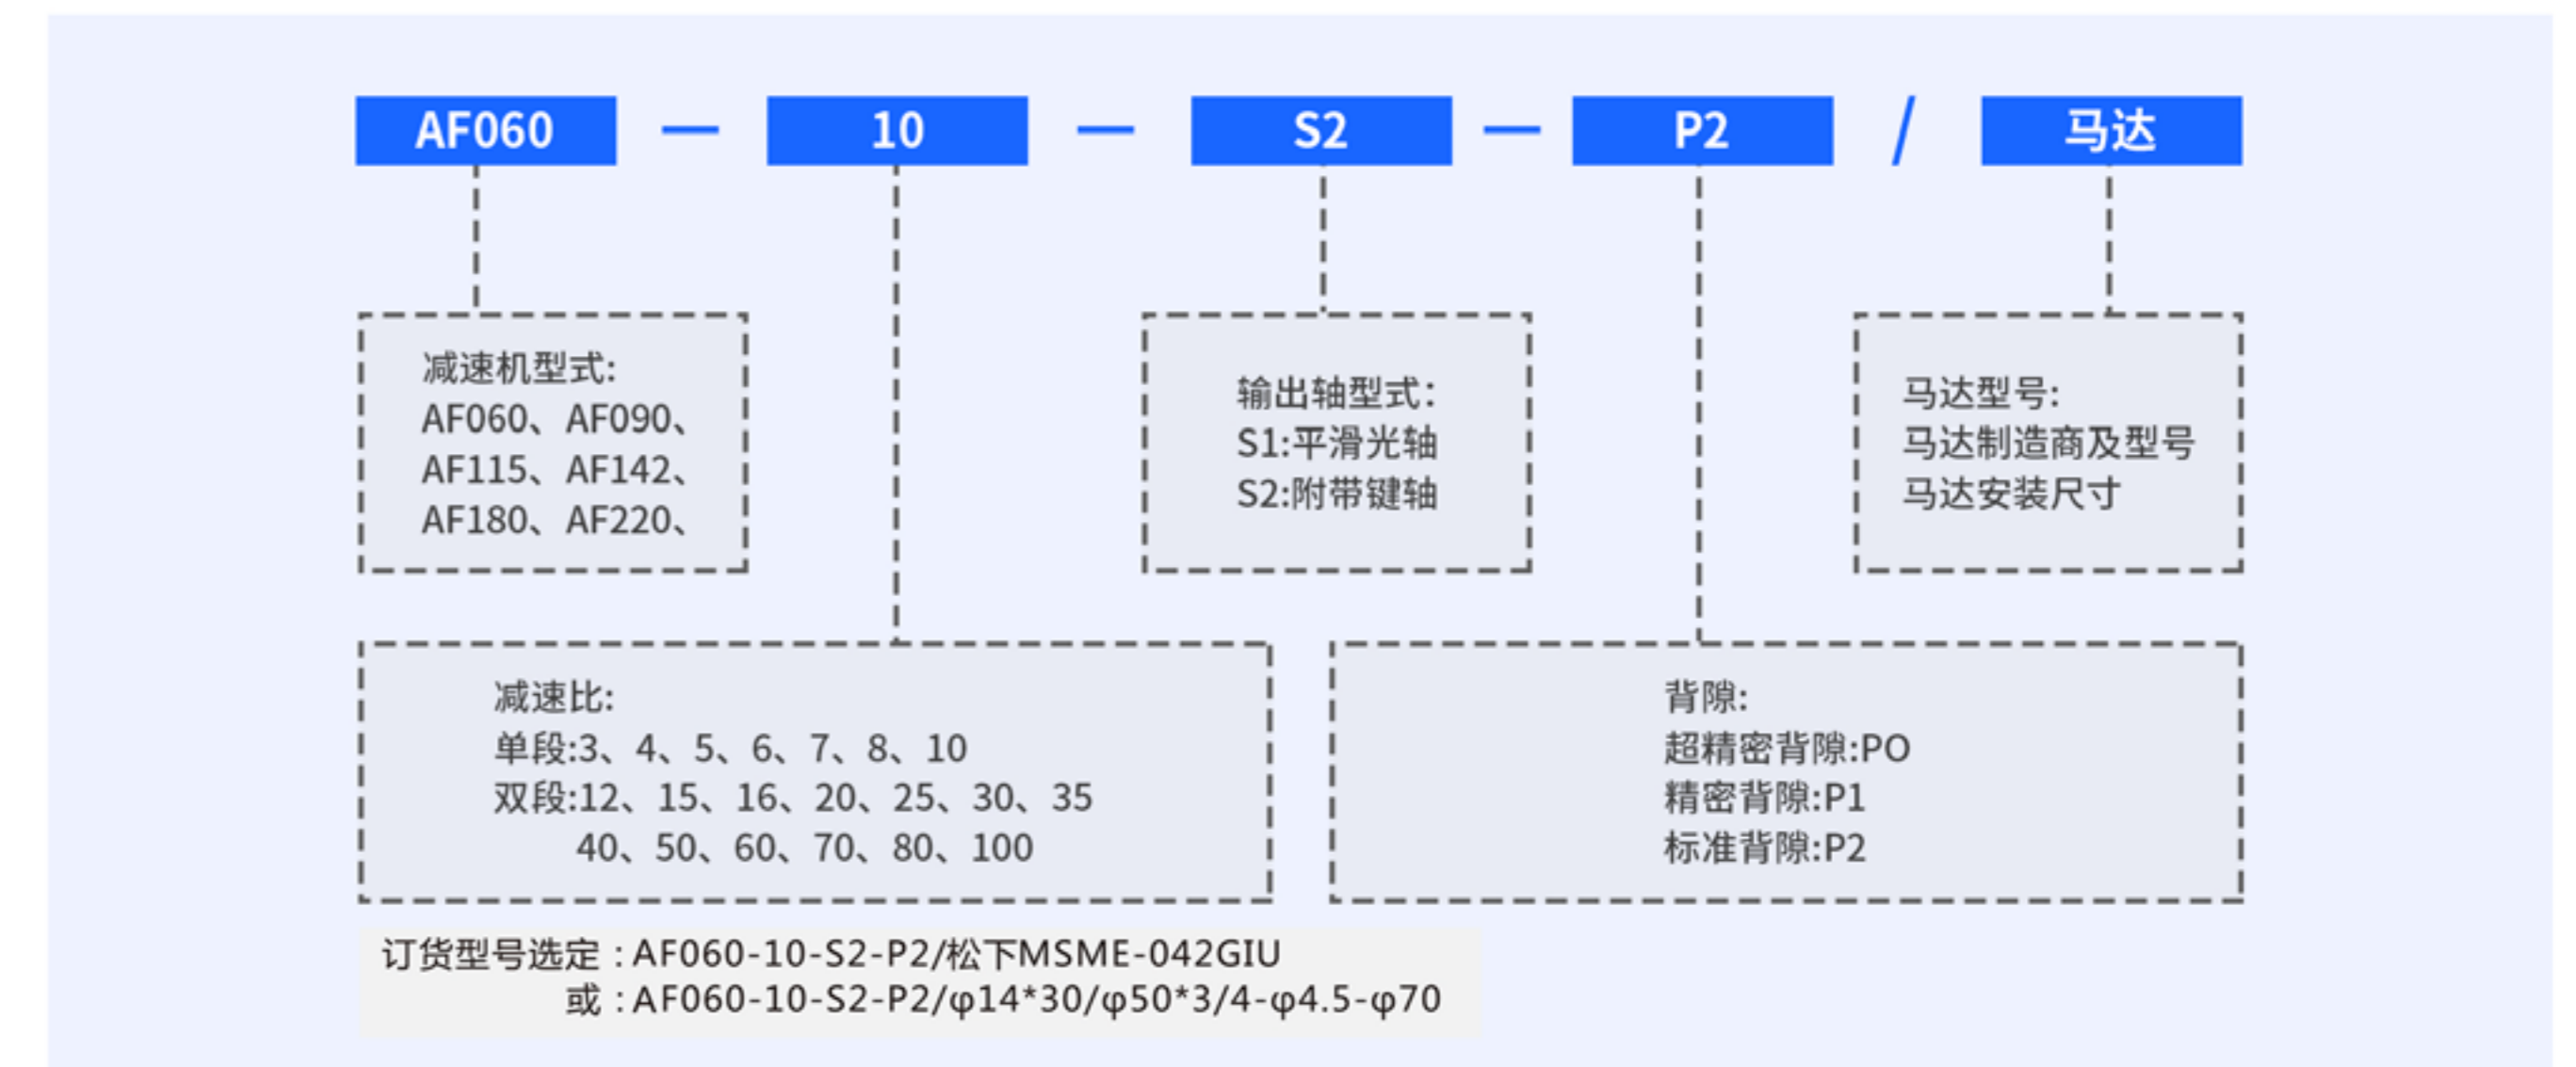 AF060 — 10 — S2 — P2 / 马达
减速机型式:
AF060、AF090、
AF115、AF142、
AF180、AF220、
输出轴型式：
S1:平滑光轴
S2:附带键轴
马达型号:
马达制造商及型号
马达安装尺寸
减速比:
单段:3、4、5、6、7、8、10
双段:12、15、16、20、25、30、35
40、50、60、70、80、100
背隙:
超精密背隙:PO
精密背隙:P1
标准背隙:P2
订货型号选定 :AF060-10-S2-P2/松下MSME-042GIU
或 :AF060-10-S2-P2/φ14*30/φ50*3/4-φ4.5-φ70